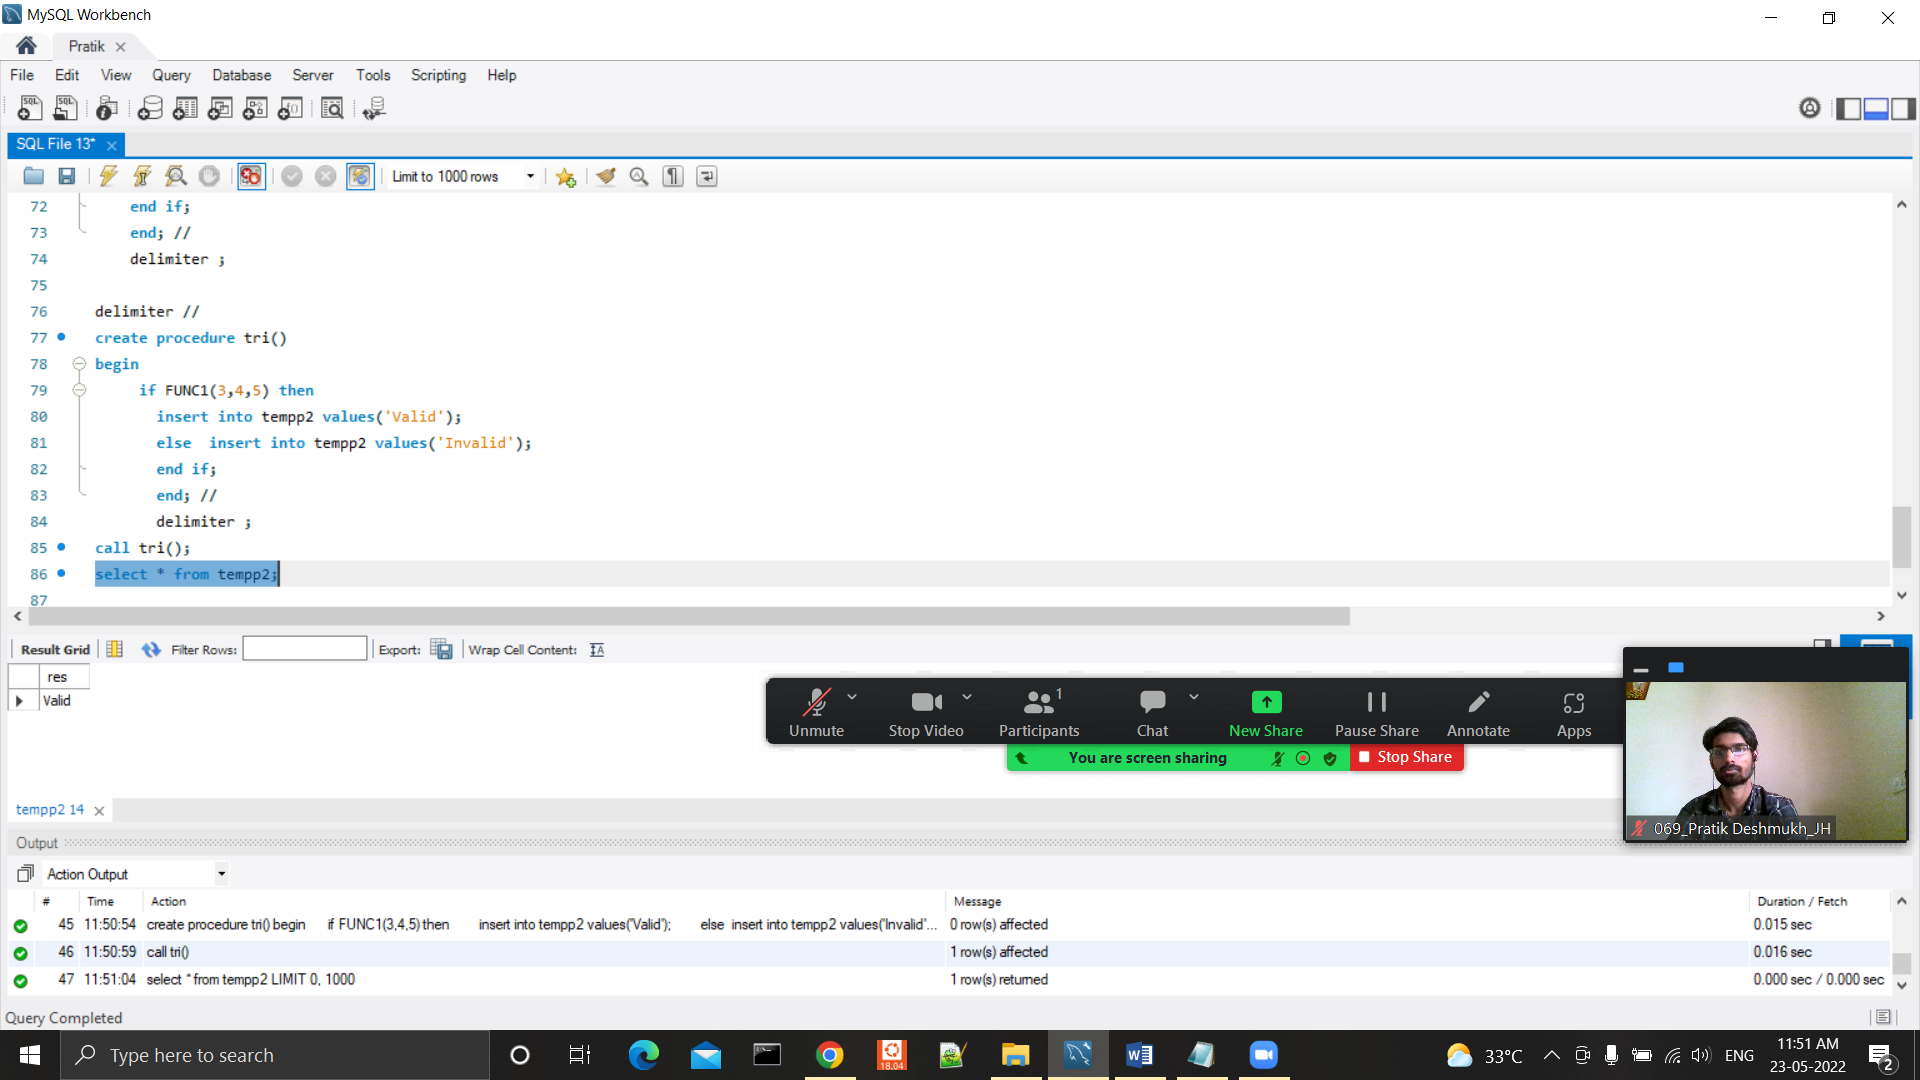 MySQL Workbench
Pratik
File Edit View Query Database Server Tools Scripting Help
SQL File 13*
Limit to 1000 rows
72 end if;
73 end; //
74 delimiter ;
75
76 delimiter //
77 create procedure tri()
78 begin
79 if FUNC1(3,4,5) then
80 insert into tempp2 values('Valid');
81 else  insert into tempp2 values('Invalid');
82 end if;
83 end; //
84 delimiter ;
85 call tri();
86 select * from tempp2;
87
Result Grid Filter Rows: Export: Wrap Cell Content:
res
Valid
Unmute Stop Video Participants 1 Chat New Share Pause Share Annotate Apps
You are screen sharing Stop Share
069_Pratik Deshmukh_JH
tempp2 14
Output
Action Output
# Time Action Message Duration / Fetch
45 11:50:54 create procedure tri() begin if FUNC1(3,4,5) then insert into tempp2 values('Valid'); else insert into tempp2 values('Invalid'... 0 row(s) affected 0.015 sec
46 11:50:59 call tri() 1 row(s) affected 0.016 sec
47 11:51:04 select * from tempp2 LIMIT 0, 1000 1 row(s) returned 0.000 sec / 0.000 sec
Query Completed
Type here to search
18.04
33°C
ENG
11:51 AM
23-05-2022
2